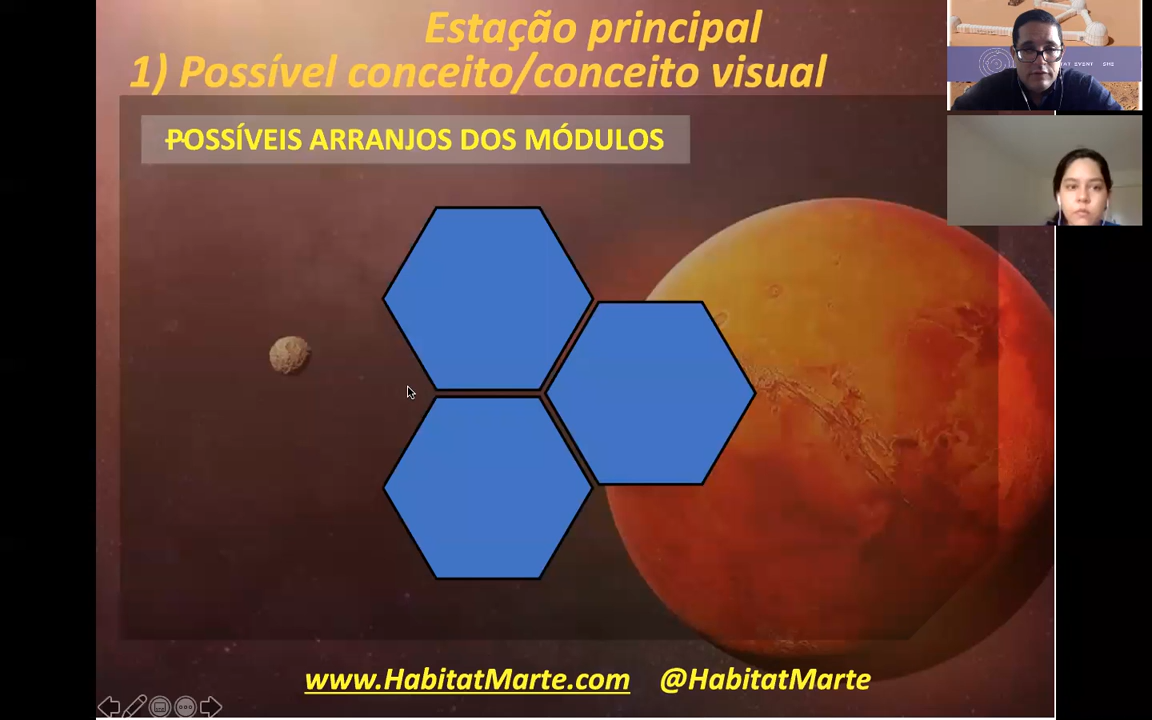 Estação principal
1) Possível conceito/conceito visual
POSSÍVEIS ARRANJOS DOS MÓDULOS
www.HabitatMarte.com @HabitatMarte